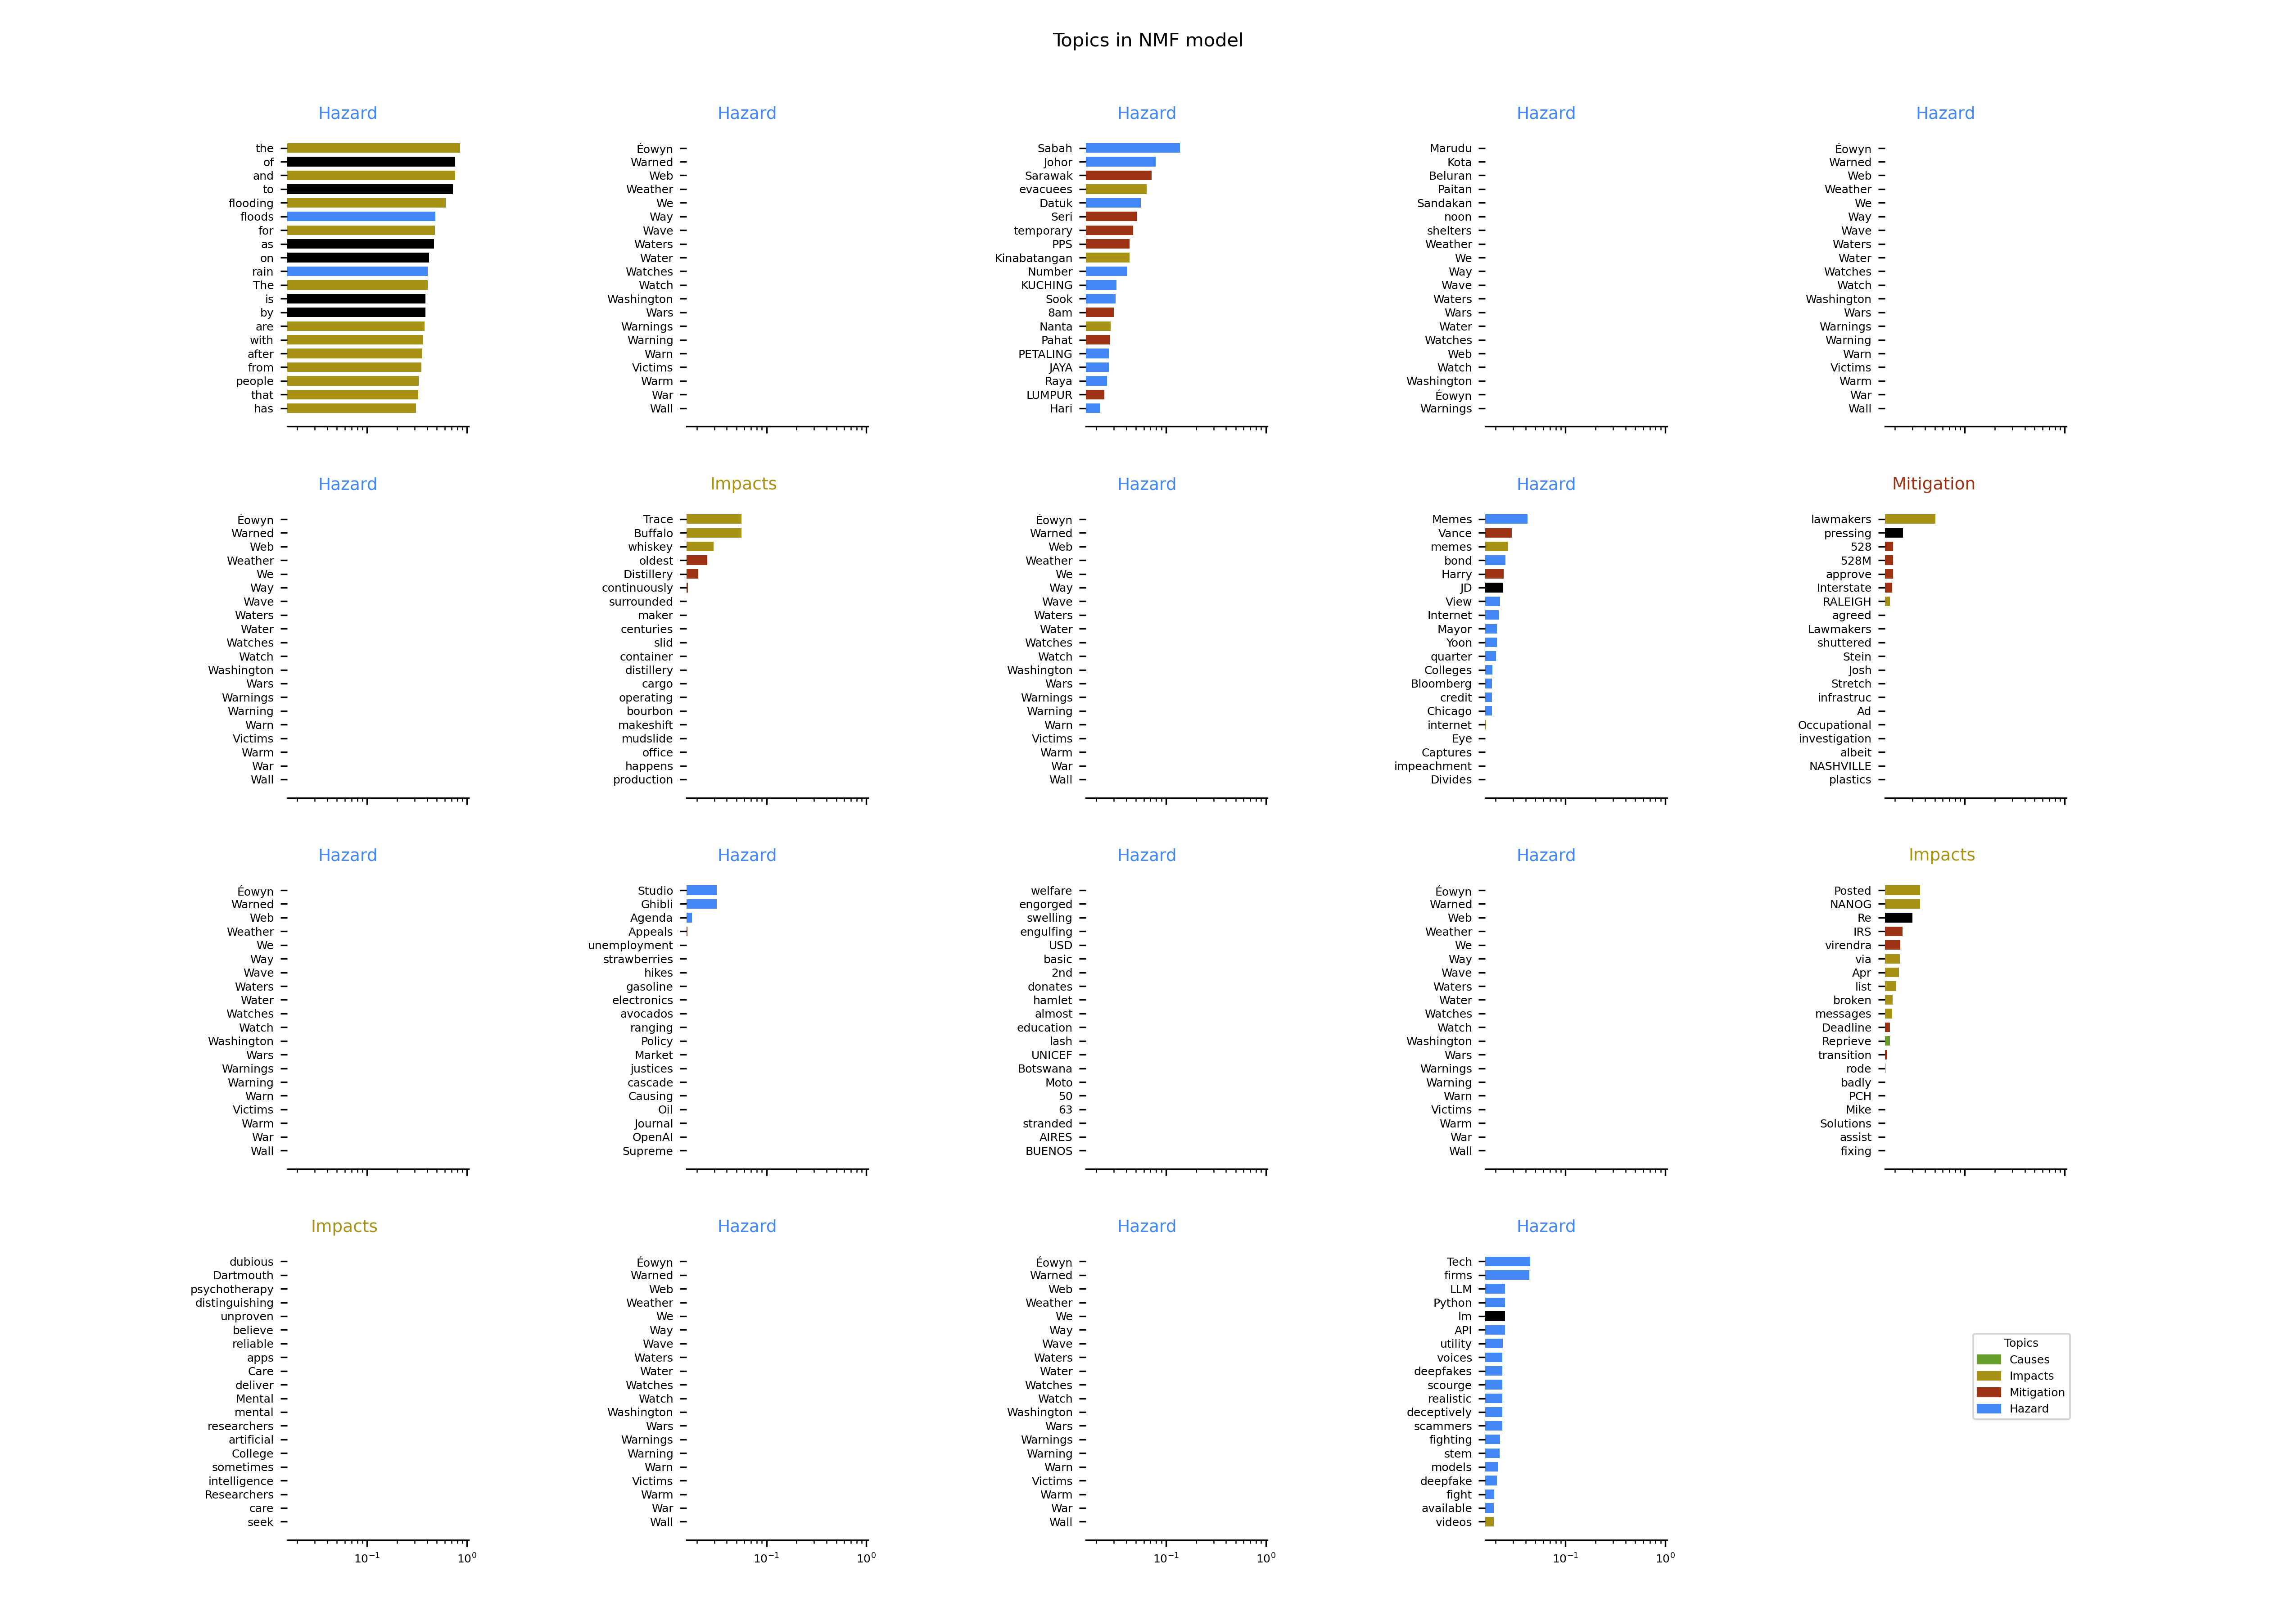 Topics in NMF model
Hazard
the
of
and
to
flooding
floods
for
as
on
rain
The
is
by
are
with
after
from
people
that
has
Hazard
Éowyn
Warned
Web
Weather
We
Way
Wave
Waters
Water
Watches
Watch
Washington
Wars
Warnings
Warning
Warn
Victims
Warm
War
Wall
Hazard
Sabah
Johor
Sarawak
evacuees
Datuk
Seri
temporary
PPS
Kinabatangan
Number
KUCHING
Sook
8am
Nanta
Pahat
PETALING
JAYA
Raya
LUMPUR
Hari
Hazard
Marudu
Kota
Beluran
Paitan
Sandakan
noon
shelters
Weather
We
Way
Wave
Waters
Wars
Water
Watches
Web
Watch
Washington
Éowyn
Warnings
Hazard
Éowyn
Warned
Web
Weather
We
Way
Wave
Waters
Water
Watches
Watch
Washington
Wars
Warnings
Warning
Warn
Victims
Warm
War
Wall
Hazard
Éowyn
Warned
Web
Weather
We
Way
Wave
Waters
Water
Watches
Watch
Washington
Wars
Warnings
Warning
Warn
Victims
Warm
War
Wall
Impacts
Trace
Buffalo
whiskey
oldest
Distillery
continuously
surrounded
maker
centuries
slid
container
distillery
cargo
operating
bourbon
makeshift
mudslide
office
happens
production
Hazard
Éowyn
Warned
Web
Weather
We
Way
Wave
Waters
Water
Watches
Watch
Washington
Wars
Warnings
Warning
Warn
Victims
Warm
War
Wall
Hazard
Memes
Vance
memes
bond
Harry
JD
View
Internet
Mayor
Yoon
quarter
Colleges
Bloomberg
credit
Chicago
internet
Eye
Captures
impeachment
Divides
Mitigation
lawmakers
pressing
528
528M
approve
Interstate
RALEIGH
agreed
Lawmakers
shuttered
Stein
Josh
Stretch
infrastruc
Ad
Occupational
investigation
albeit
NASHVILLE
plastics
Hazard
Éowyn
Warned
Web
Weather
We
Way
Wave
Waters
Water
Watches
Watch
Washington
Wars
Warnings
Warning
Warn
Victims
Warm
War
Wall
Hazard
Studio
Ghibli
Agenda
Appeals
unemployment
strawberries
hikes
gasoline
electronics
avocados
ranging
Policy
Market
justices
cascade
Causing
Oil
Journal
OpenAI
Supreme
Hazard
welfare
engorged
swelling
engulfing
USD
basic
2nd
donates
hamlet
almost
education
lash
UNICEF
Botswana
Moto
50
63
stranded
AIRES
BUENOS
Hazard
Éowyn
Warned
Web
Weather
We
Way
Wave
Waters
Water
Watches
Watch
Washington
Wars
Warnings
Warning
Warn
Victims
Warm
War
Wall
Impacts
Posted
NANOG
Re
IRS
virendra
via
Apr
list
broken
messages
Deadline
Reprieve
transition
rode
badly
PCH
Mike
Solutions
assist
fixing
Impacts
dubious
Dartmouth
psychotherapy
distinguishing
unproven
believe
reliable
apps
Care
deliver
Mental
mental
researchers
artificial
College
sometimes
intelligence
Researchers
care
seek
10⁻¹ 10⁰
Hazard
Éowyn
Warned
Web
Weather
We
Way
Wave
Waters
Water
Watches
Watch
Washington
Wars
Warnings
Warning
Warn
Victims
Warm
War
Wall
10⁻¹ 10⁰
Hazard
Éowyn
Warned
Web
Weather
We
Way
Wave
Waters
Water
Watches
Watch
Washington
Wars
Warnings
Warning
Warn
Victims
Warm
War
Wall
10⁻¹ 10⁰
Hazard
Tech
firms
LLM
Python
lm
API
utility
voices
deepfakes
scourge
realistic
deceptively
scammers
fighting
stem
models
deepfake
fight
available
videos
10⁻¹ 10⁰
Topics
Causes
Impacts
Mitigation
Hazard